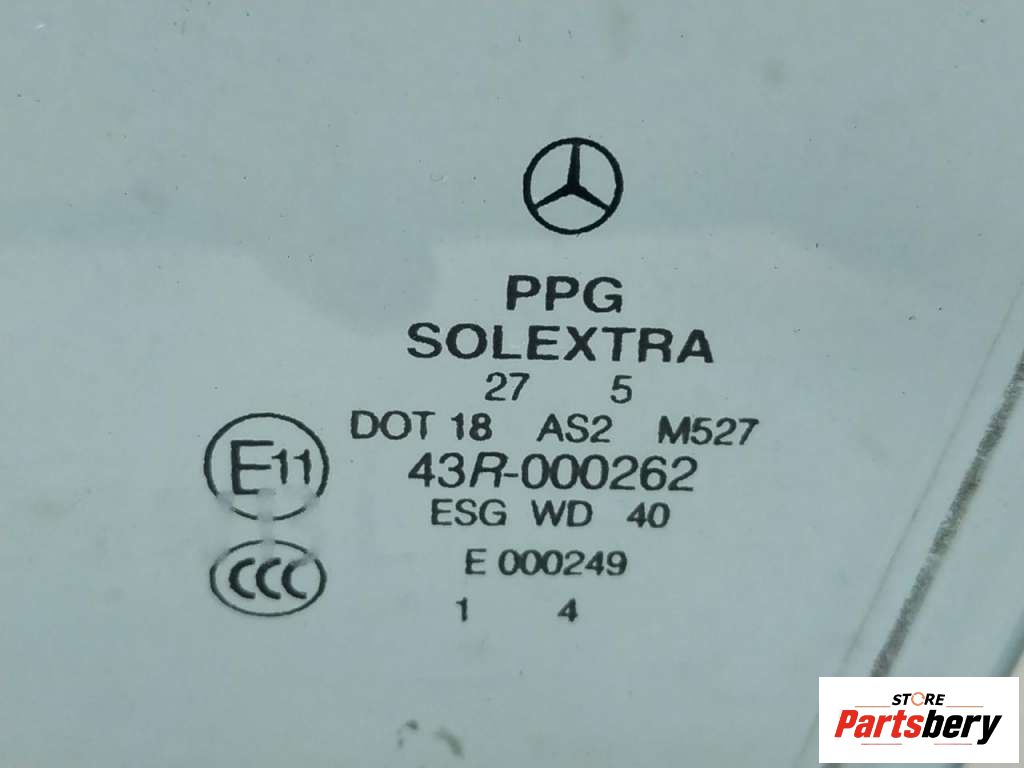 PPG
SOLEXTRA
27 5
DOT 18 AS2 M527
E11
43R-000262
ESG WD 40
E 000249
CCC
1 4
STORE
Partsbery